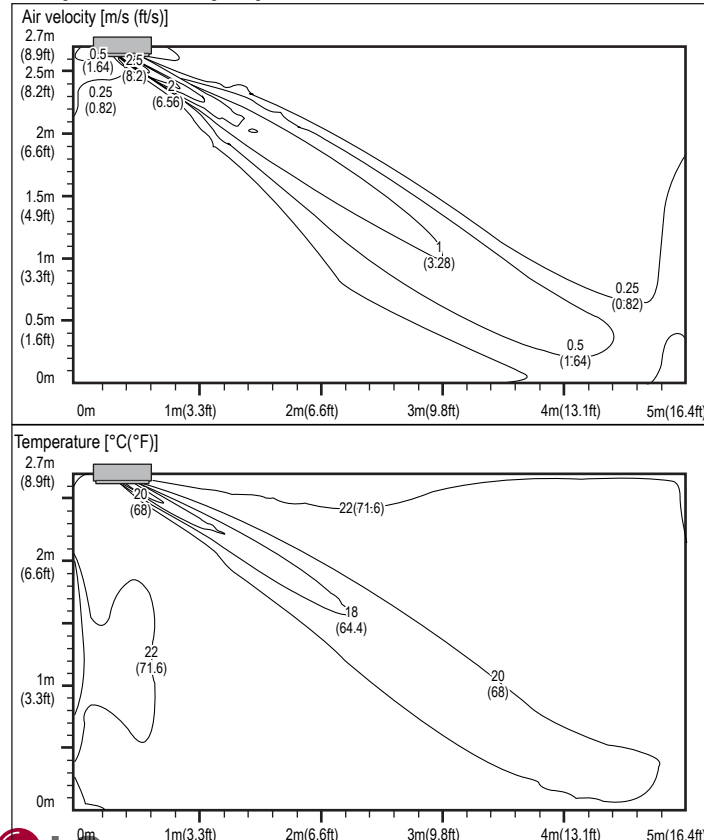 Air velocity [m/s (ft/s)]
2.7m
(8.9ft)
2.5m
(8.2ft)
2m
(6.6ft)
1.5m
(4.9ft)
1m
(3.3ft)
0.5m
(1.6ft)
0m
0.5
(1.64)
2.5
(8.2)
2
(6.56)
0.25
(0.82)
1
(3.28)
0.25
(0.82)
0.5
(1.64)
0m 1m(3.3ft) 2m(6.6ft) 3m(9.8ft) 4m(13.1ft) 5m(16.4ft)
Temperature [°C(°F)]
2.7m
(8.9ft)
2m
(6.6ft)
1m
(3.3ft)
0m
20
(68)
22(71.6)
18
(64.4)
22
(71.6)
20
(68)
0m 1m(3.3ft) 2m(6.6ft) 3m(9.8ft) 4m(13.1ft) 5m(16.4ft)